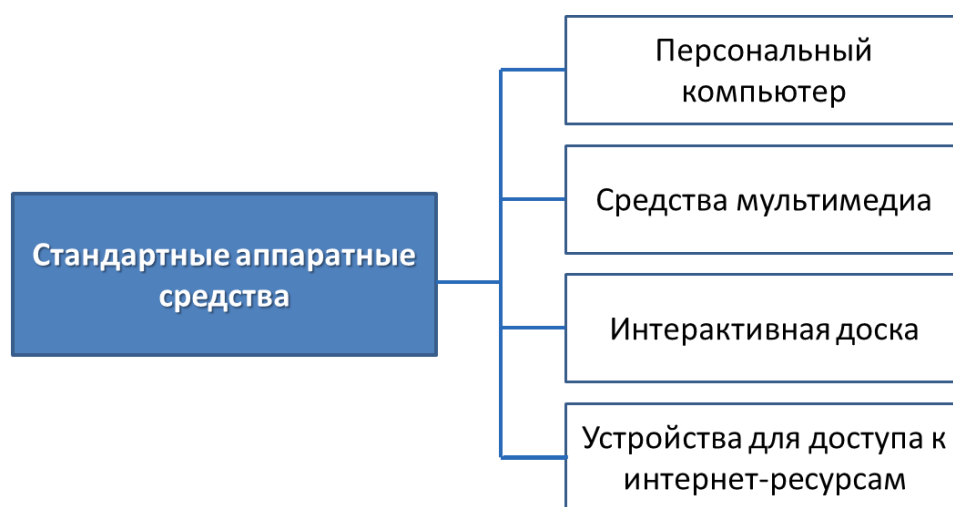 Персональный
компьютер
Средства мультимедиа
Стандартные аппаратные
средства
Интерактивная доска
Устройства для доступа к
интернет-ресурсам